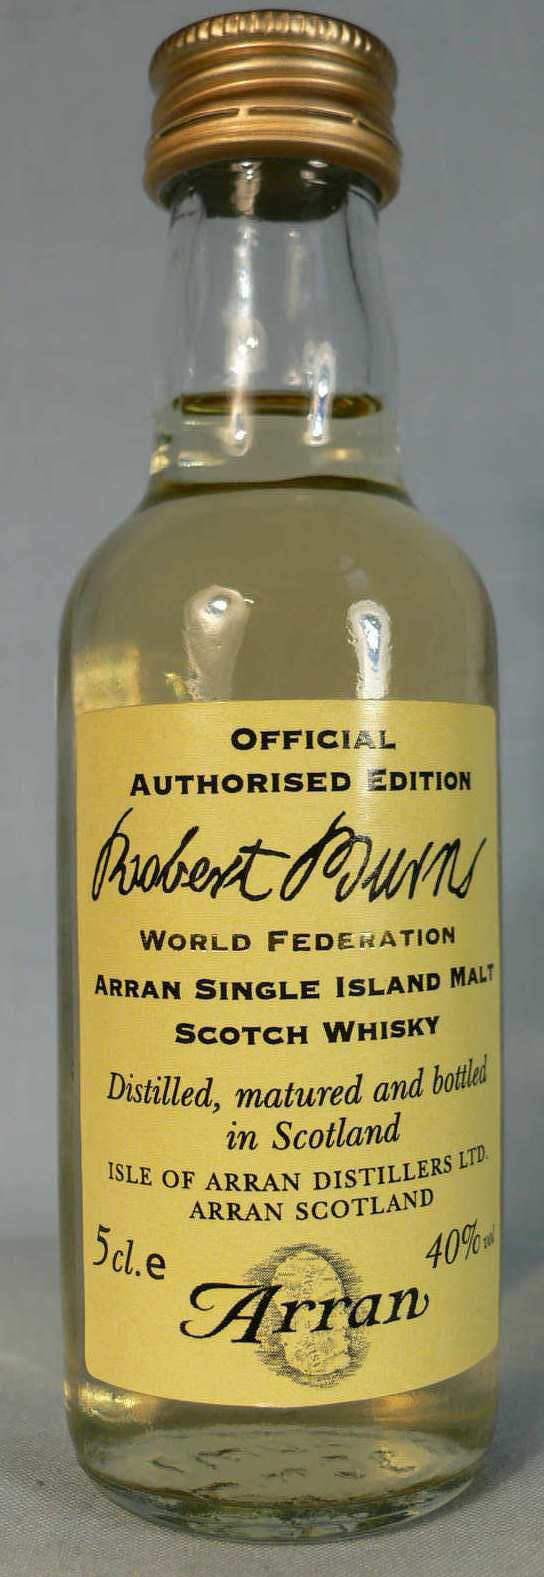 OFFICIAL
AUTHORISED EDITION
Robert Burns
WORLD FEDERATION
ARRAN SINGLE ISLAND MALT
SCOTCH WHISKY
Distilled, matured and bottled
in Scotland
ISLE OF ARRAN DISTILLERS LTD.
ARRAN SCOTLAND
5cl.e 40% vol
Arran